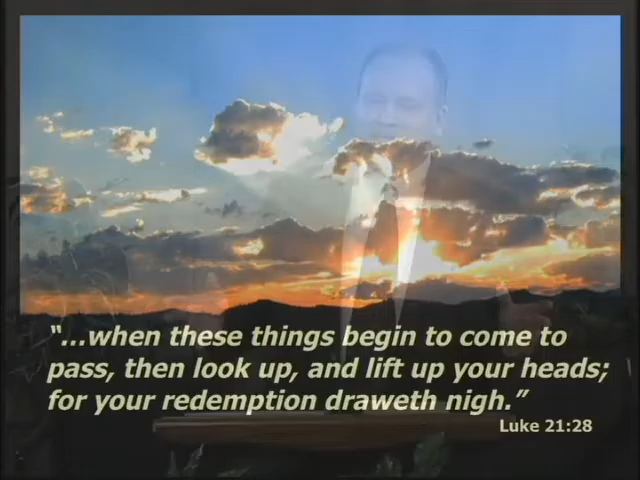 “...when these things begin to come to
pass, then look up, and lift up your heads;
for your redemption draweth nigh.”
Luke 21:28